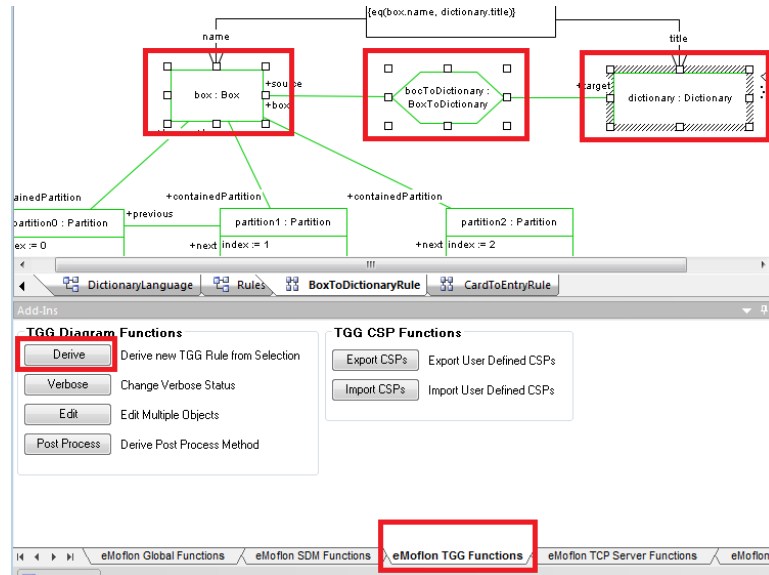 {eq(box.name, dictionary.title)}
name
title
box : Box
+source
+box
bocToDictionary :
BoxToDictionary
+target
dictionary : Dictionary
ainedPartition
+containedPartition
+containedPartition
partition0 : Partition
+previous
partition1 : Partition
partition2 : Partition
ex := 0
+next
index := 1
+next
index := 2
DictionaryLanguage
Rules
BoxToDictionaryRule
CardToEntryRule
Add-Ins
TGG Diagram Functions
TGG CSP Functions
Derive
Derive new TGG Rule from Selection
Export CSPs
Export User Defined CSPs
Verbose
Change Verbose Status
Import CSPs
Import User Defined CSPs
Edit
Edit Multiple Objects
Post Process
Derive Post Process Method
eMoflon Global Functions
eMoflon SDM Functions
eMoflon TGG Functions
eMoflon TCP Server Functions
eMoflon